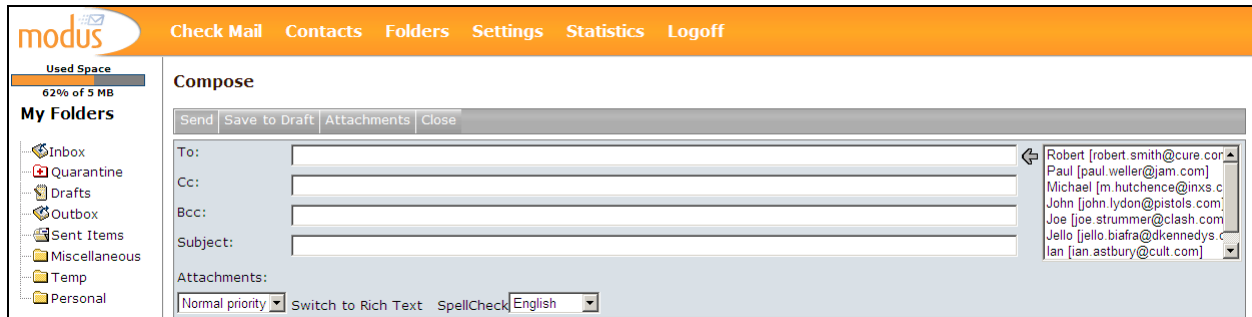 modus
Check Mail Contacts Folders Settings Statistics Logoff
Used Space
62% of 5 MB
My Folders
Inbox
Quarantine
Drafts
Outbox
Sent Items
Miscellaneous
Temp
Personal
Compose
Send Save to Draft Attachments Close
To:
Cc:
Bcc:
Subject:
Robert [robert.smith@cure.com
Paul [paul.weller@jam.com]
Michael [m.hutchence@inxs.c
John [john.lydon@pistols.com]
Joe [joe.strummer@clash.com
Jello [jello.biafra@dkennedys.c
Ian [ian.astbury@cult.com]
Attachments:
Normal priority Switch to Rich Text SpellCheck English